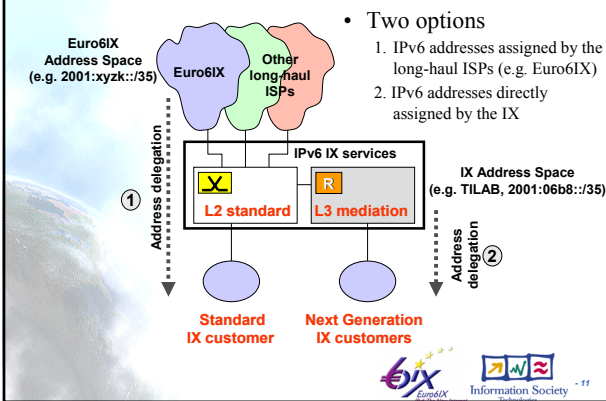 • Two options
1. IPv6 addresses assigned by the
long-haul ISPs (e.g. Euro6IX)
2. IPv6 addresses directly
assigned by the IX
Euro6IX
Address Space
(e.g. 2001:xyzk::/35)
Euro6IX
Other
long-haul
ISPs
IPv6 IX services
IX Address Space
(e.g. TILAB, 2001:06b8::/35)
1
Address delegation
R
L2 standard
L3 mediation
Address
delegation
2
Standard
IX customer
Next Generation
IX customers
6IX
Euro6IX
Information Society
Technologies
- 11